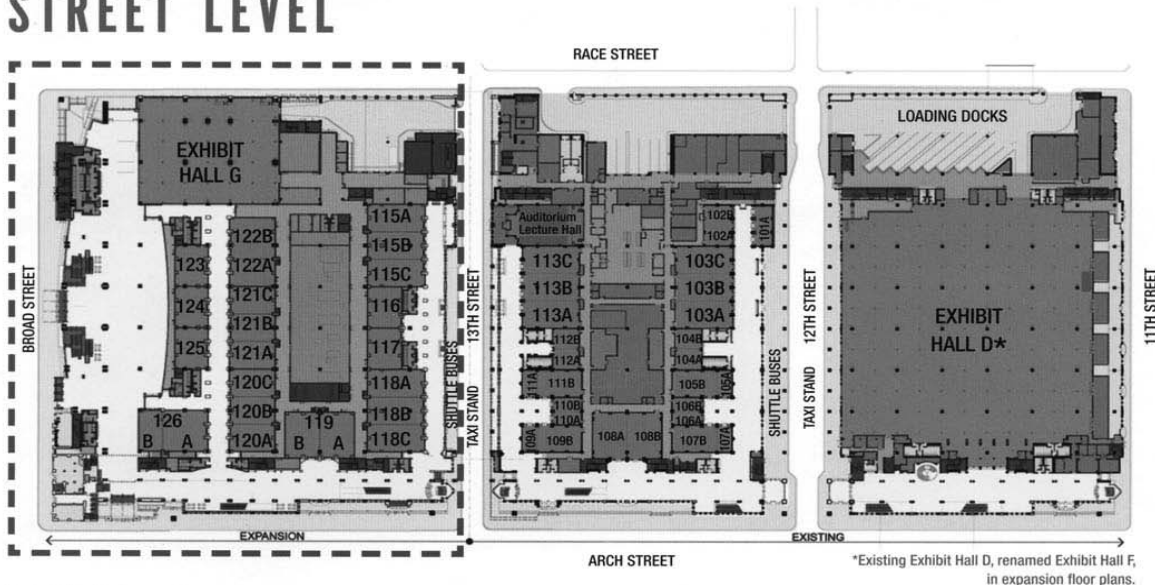 STREET LEVEL
RACE STREET
LOADING DOCKS
EXHIBIT
HALL G
115A
115B
115C
116
117
118A
118B
118C
122B
122A
121C
121B
121A
120C
120B
120A
123
124
125
126
B A
119
B A
BROAD STREET
SHUTTLE BUSES
13TH STREET
TAXI STAND
Auditorium
Lecture Hall
113C
113B
113A
112B
112A
111A
111B
110B
110A
109A
109B
108A
108B
102B
102A
101A
103C
103B
103A
104B
104A
105B
105A
106B
106A
107B
107A
SHUTTLE BUSES
12TH STREET
TAXI STAND
EXHIBIT
HALL D*
11TH STREET
EXPANSION
EXISTING
ARCH STREET
*Existing Exhibit Hall D, renamed Exhibit Hall F,
in expansion floor plans.